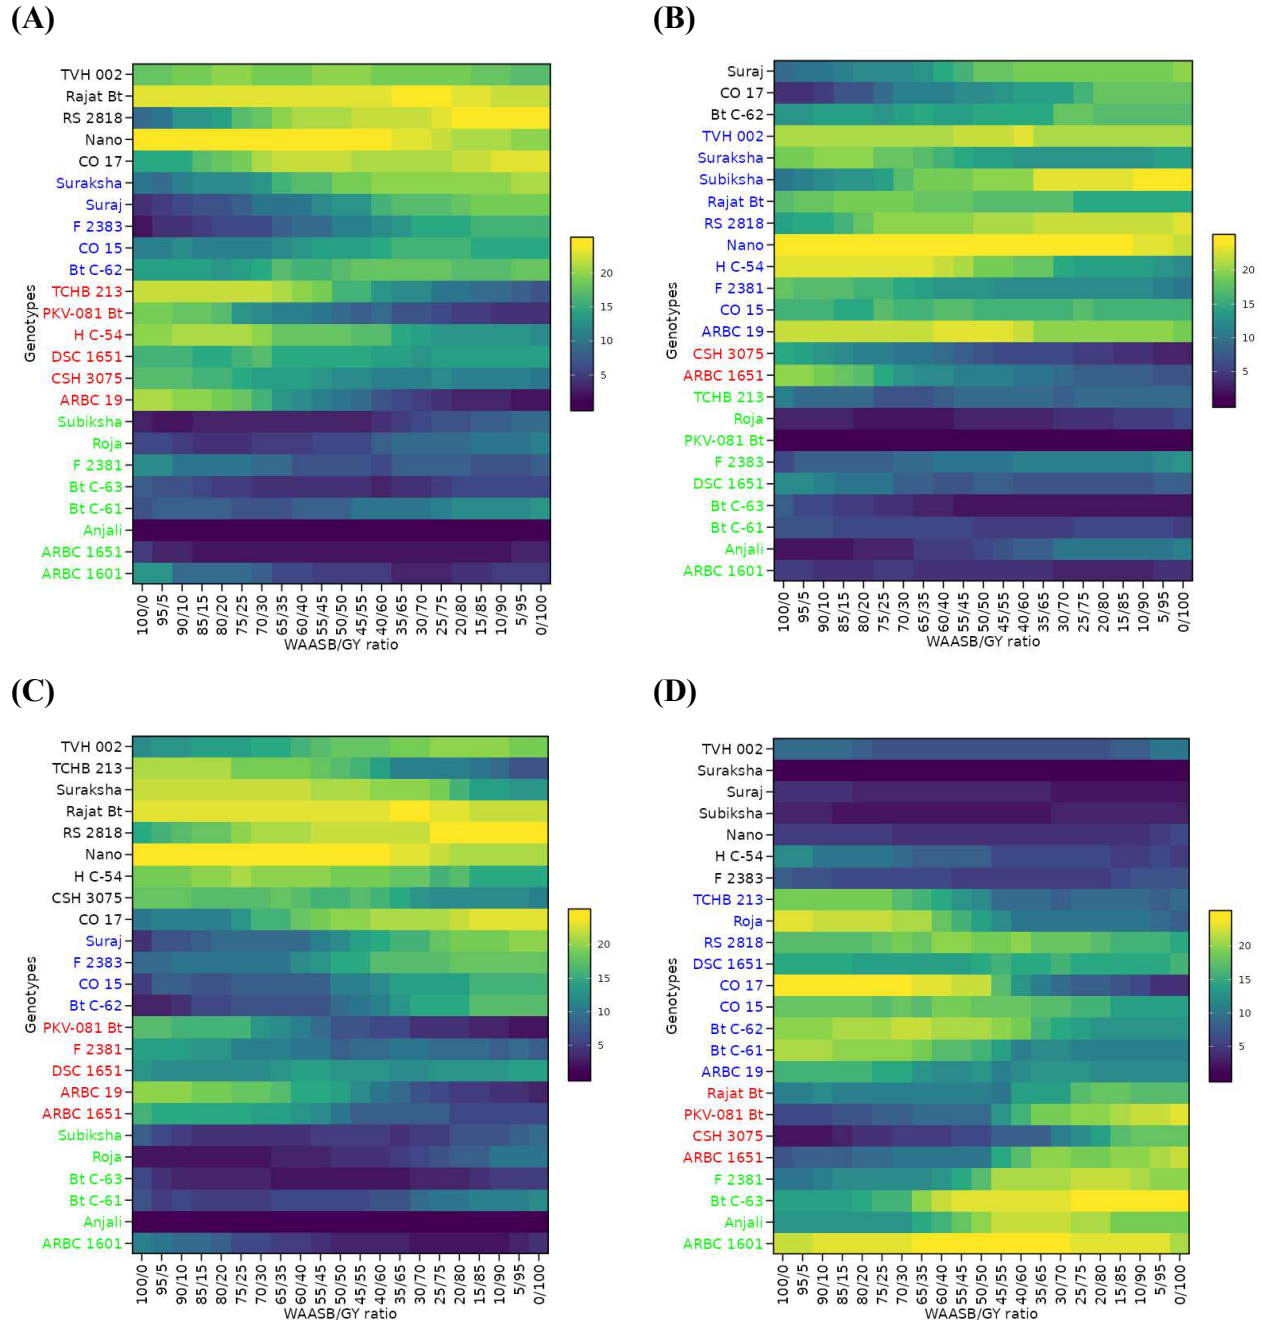 (A)
TVH 002
Rajat Bt
RS 2818
Nano
CO 17
Suraksha
Suraj
F 2383
CO 15
Bt C-62
TCHB 213
PKV-081 Bt
H C-54
DSC 1651
CSH 3075
ARBC 19
Subiksha
Roja
F 2381
Bt C-63
Bt C-61
Anjali
ARBC 1651
ARBC 1601
Genotypes
100/0
95/5
90/10
85/15
75/25
70/30
65/35
60/40
55/45
50/50
45/55
40/60
35/65
30/70
25/75
20/80
15/85
10/90
5/95
0/100
WAASB/GY ratio
20
15
10
5
(B)
Suraj
CO 17
Bt C-62
TVH 002
Suraksha
Subiksha
Rajat Bt
RS 2818
Nano
H C-54
F 2381
CO 15
ARBC 19
CSH 3075
ARBC 1651
TCHB 213
Roja
PKV-081 Bt
F 2383
DSC 1651
Bt C-63
Bt C-61
Anjali
ARBC 1601
Genotypes
100/0
95/5
90/10
85/15
75/25
70/30
65/35
60/40
55/45
50/50
45/55
40/60
35/65
30/70
25/75
20/80
15/85
10/90
5/95
0/100
WAASB/GY ratio
20
15
10
5
(C)
TVH 002
TCHB 213
Suraksha
Rajat Bt
RS 2818
Nano
H C-54
CSH 3075
CO 17
Suraj
F 2383
CO 15
Bt C-62
PKV-081 Bt
F 2381
DSC 1651
ARBC 19
ARBC 1651
Subiksha
Roja
Bt C-63
Bt C-61
Anjali
ARBC 1601
Genotypes
100/0
95/5
90/10
85/15
75/25
70/30
65/35
60/40
55/45
50/50
45/55
40/60
35/65
30/70
25/75
20/80
15/85
10/90
5/95
0/100
WAASB/GY ratio
20
15
10
5
(D)
TVH 002
Suraksha
Suraj
Subiksha
Nano
H C-54
F 2383
TCHB 213
Roja
RS 2818
DSC 1651
CO 17
CO 15
Bt C-62
Bt C-61
ARBC 19
Rajat Bt
PKV-081 Bt
CSH 3075
ARBC 1651
F 2381
Bt C-63
Anjali
ARBC 1601
Genotypes
100/0
95/5
90/10
85/15
75/25
70/30
65/35
60/40
55/45
50/50
45/55
40/60
35/65
30/70
25/75
20/80
15/85
10/90
5/95
0/100
WAASB/GY ratio
20
15
10
5